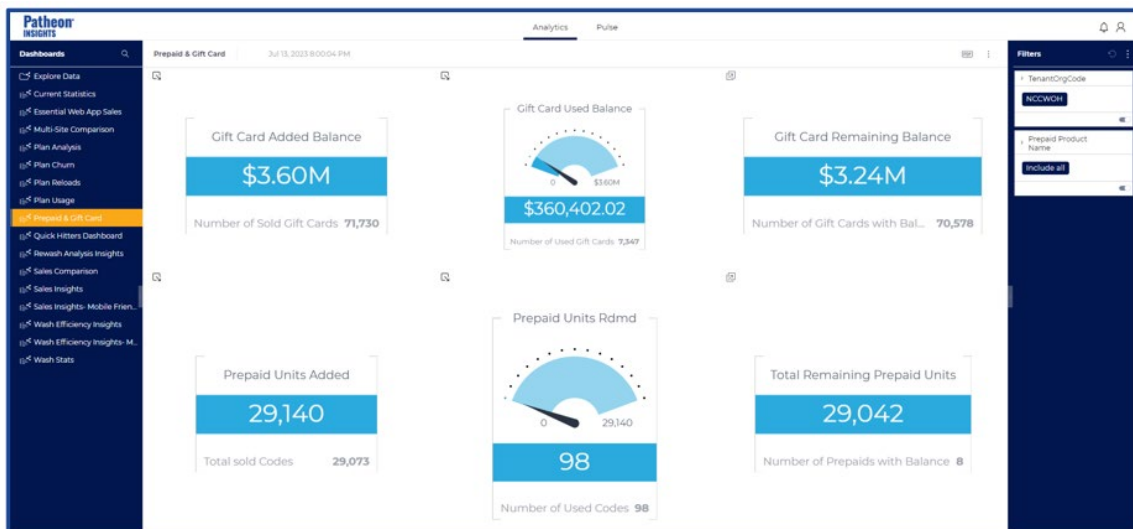 Patheon®
INSIGHTS
Analytics
Pulse
Dashboards
Explore Data
Current Statistics
Essential Web App Sales
Multi-Site Comparison
Plan Analysis
Plan Churn
Plan Reloads
Plan Usage
Prepaid & Gift Card
Quick Hitters Dashboard
Rewash Analysis Insights
Sales Comparison
Sales Insights
Sales Insights- Mobile Frien...
Wash Efficiency Insights
Wash Efficiency Insights- M...
Wash Stats
Prepaid & Gift Card
Jul 13, 2023 8:00:04 PM
Gift Card Added Balance
$3.60M
Number of Sold Gift Cards 71,730
Gift Card Used Balance
0 $3.60M
$360,402.02
Number of Used Gift Cards 7,347
Gift Card Remaining Balance
$3.24M
Number of Gift Cards with Bal... 70,578
Prepaid Units Added
29,140
Total sold Codes 29,073
Prepaid Units Rdmd
0 29,140
98
Number of Used Codes 98
Total Remaining Prepaid Units
29,042
Number of Prepaids with Balance 8
Filters
TenantOrgCode
NCCWOH
Prepaid Product
Name
Include all